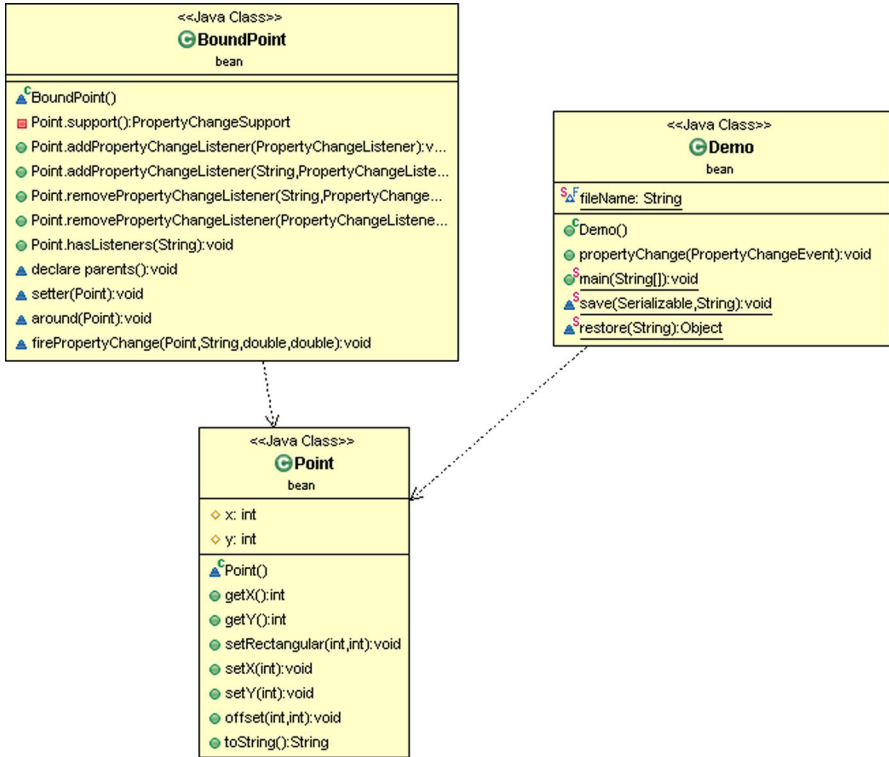 <<Java Class>>
BoundPoint
bean
BoundPoint()
Point.support():PropertyChangeSupport
Point.addPropertyChangeListener(PropertyChangeListener):v...
Point.addPropertyChangeListener(String,PropertyChangeListe...
Point.removePropertyChangeListener(String,PropertyChange...
Point.removePropertyChangeListener(PropertyChangeListene...
Point.hasListeners(String):void
declare parents():void
setter(Point):void
around(Point):void
firePropertyChange(Point,String,double,double):void
<<Java Class>>
Demo
bean
fileName: String
Demo()
propertyChange(PropertyChangeEvent):void
main(String[]):void
save(Serializable,String):void
restore(String):Object
<<Java Class>>
Point
bean
x: int
y: int
Point()
getX():int
getY():int
setRectangular(int,int):void
setX(int):void
setY(int):void
offset(int,int):void
toString():String